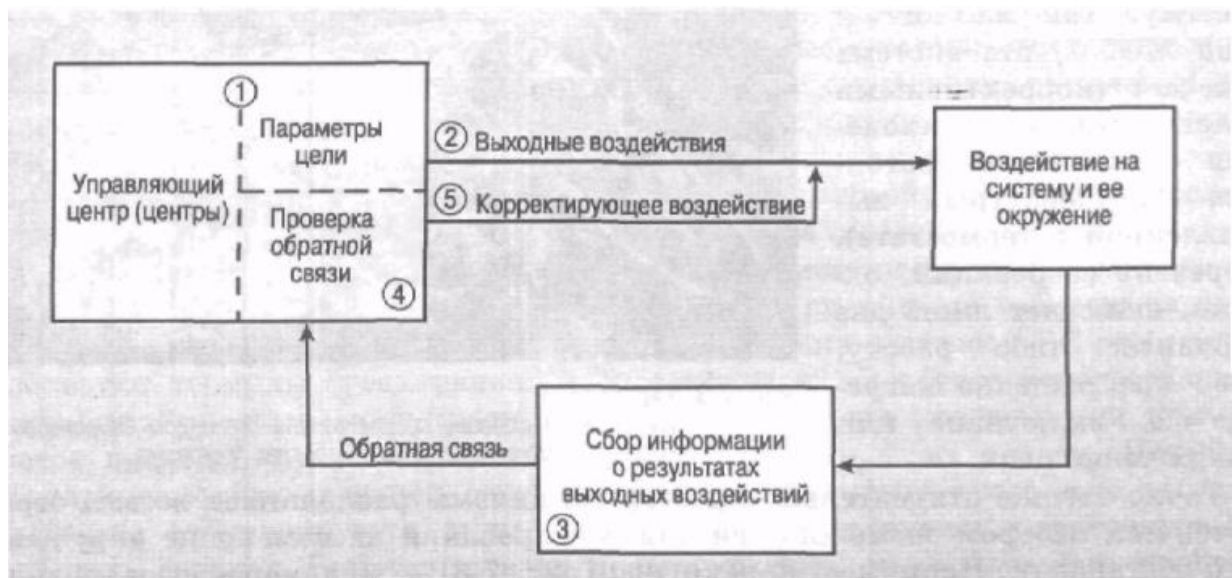 ①
Параметры
цели
Управляющий
центр (центры)
Проверка
обратной
связи
④
② Выходные воздействия
⑤ Корректирующее воздействие
Воздействие на
систему и ее
окружение
Сбор информации
о результатах
выходных воздействий
③
Обратная связь